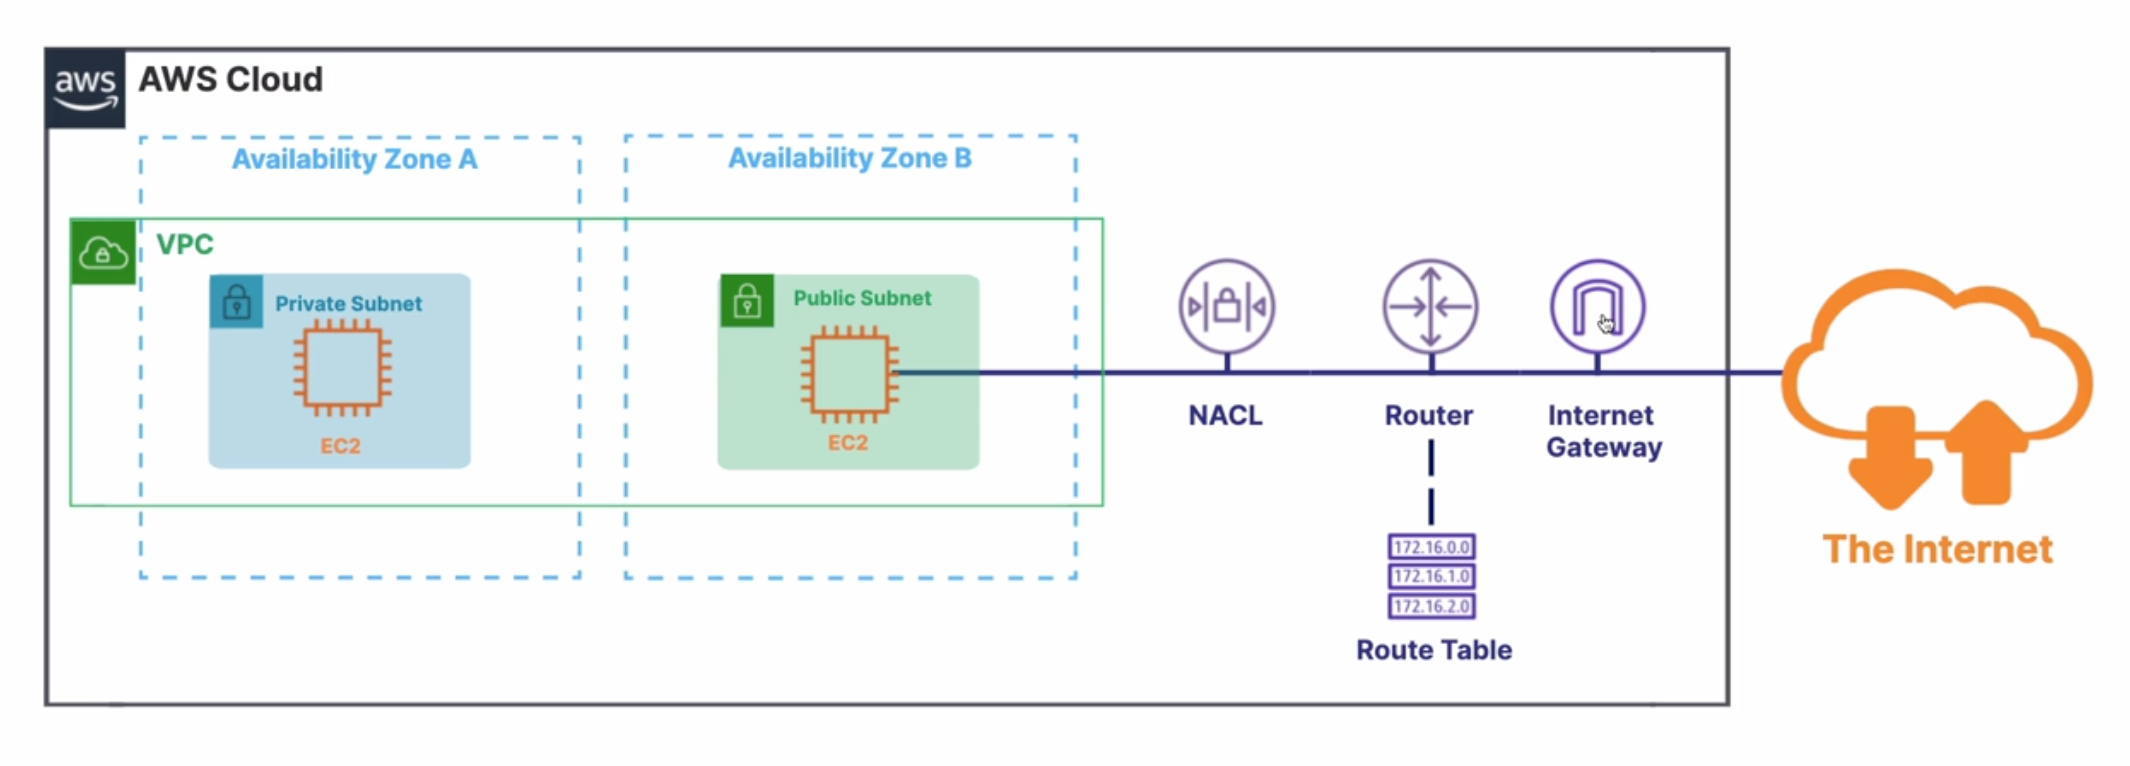 aws
AWS Cloud
Availability Zone A
Availability Zone B
VPC
Private Subnet
EC2
Public Subnet
EC2
NACL
Router
Internet
Gateway
172.16.0.0
172.16.1.0
172.16.2.0
Route Table
The Internet